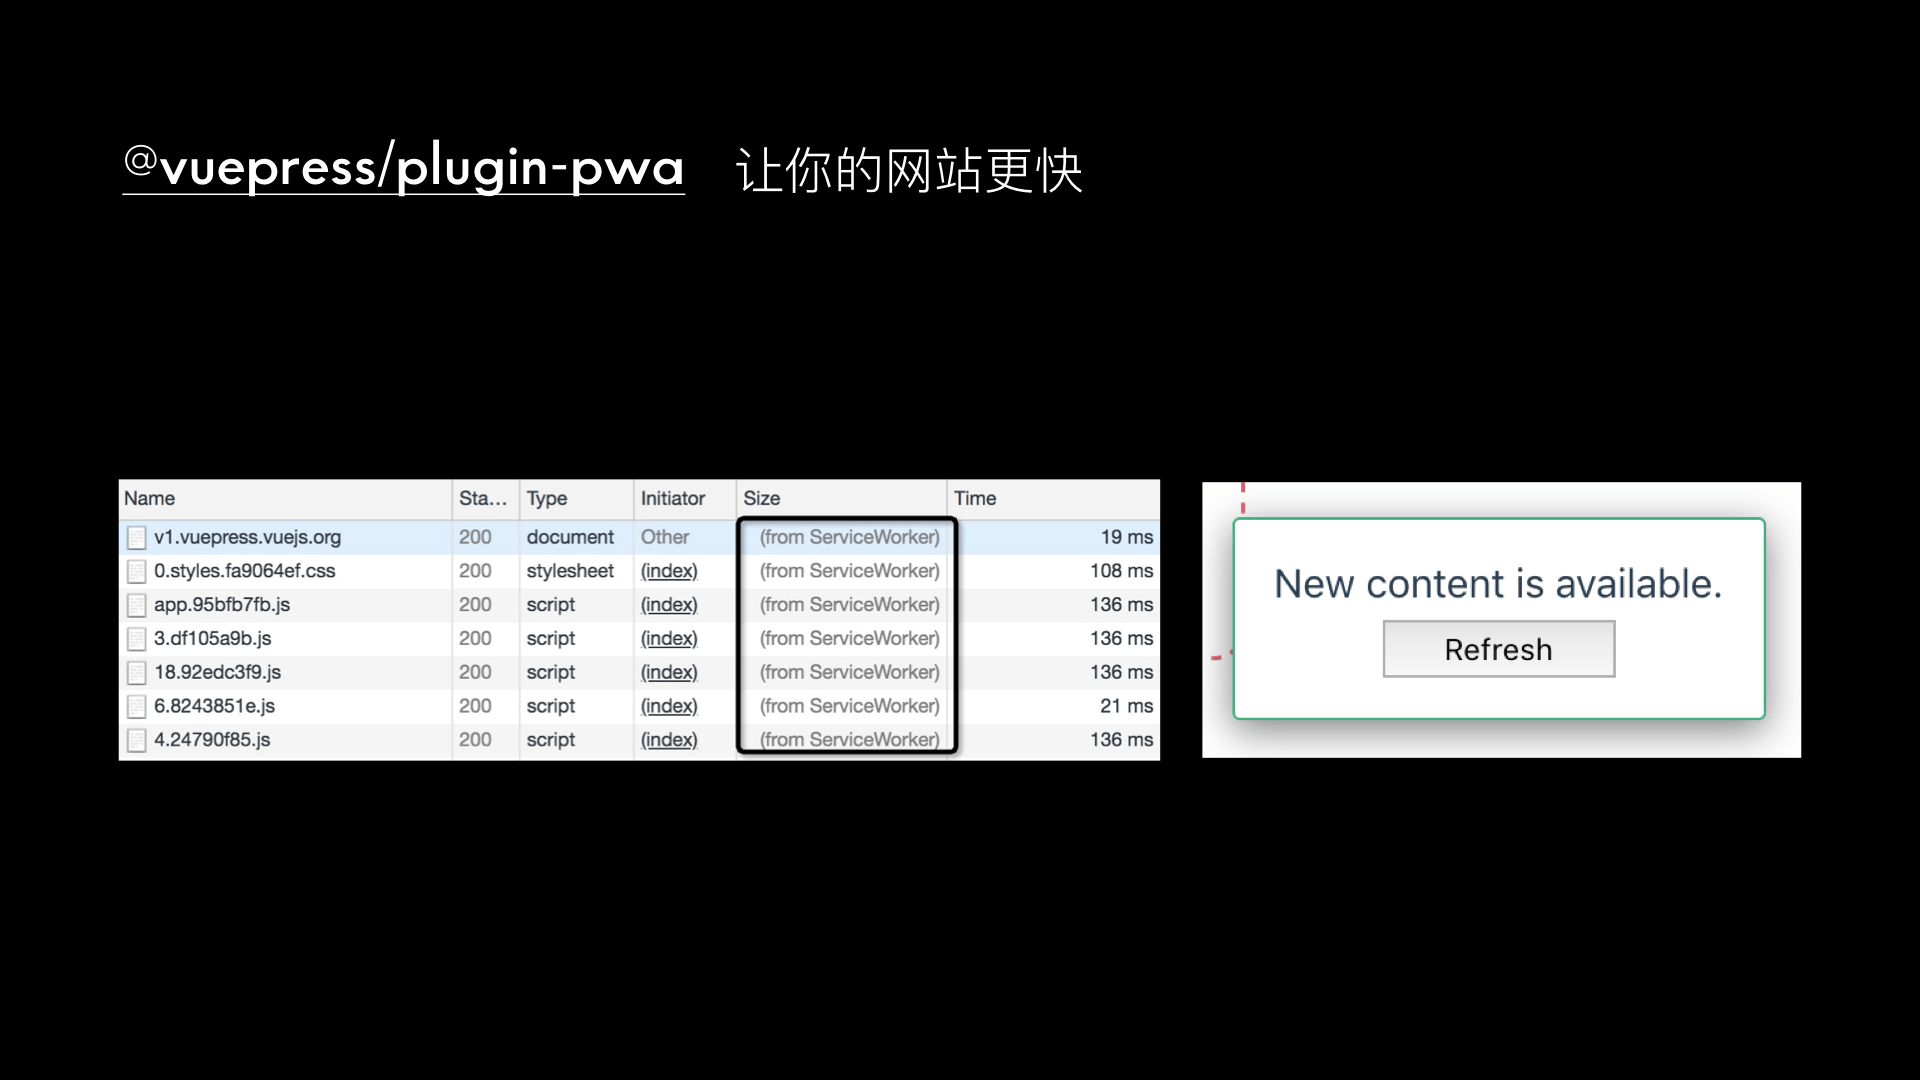 @vuepress/plugin-pwa 让你的网站更快
Name Sta... Type Initiator Size Time
v1.vuepress.vuejs.org 200 document Other (from ServiceWorker) 19 ms
0.styles.fa9064ef.css 200 stylesheet (index) (from ServiceWorker) 108 ms
app.95bfb7fb.js 200 script (index) (from ServiceWorker) 136 ms
3.df105a9b.js 200 script (index) (from ServiceWorker) 136 ms
18.92edc3f9.js 200 script (index) (from ServiceWorker) 136 ms
6.8243851e.js 200 script (index) (from ServiceWorker) 21 ms
4.24790f85.js 200 script (index) (from ServiceWorker) 136 ms
New content is available.
Refresh